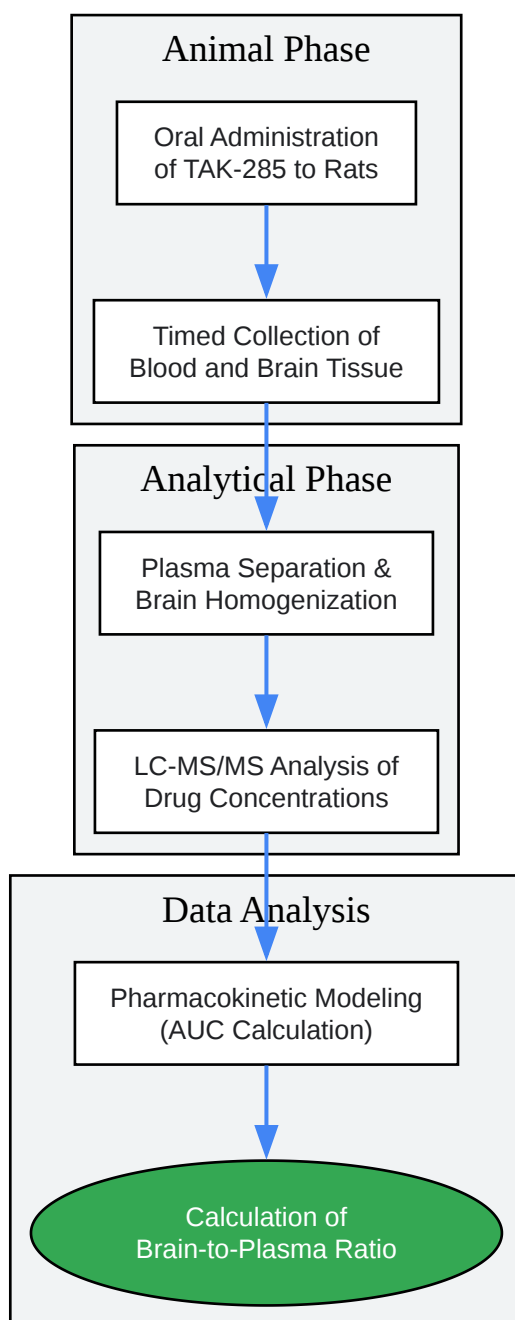 Animal Phase
Oral Administration
of TAK-285 to Rats
Timed Collection of
Blood and Brain Tissue
Analytical Phase
Plasma Separation &
Brain Homogenization
LC-MS/MS Analysis of
Drug Concentrations
Data Analysis
Pharmacokinetic Modeling
(AUC Calculation)
Calculation of
Brain-to-Plasma Ratio